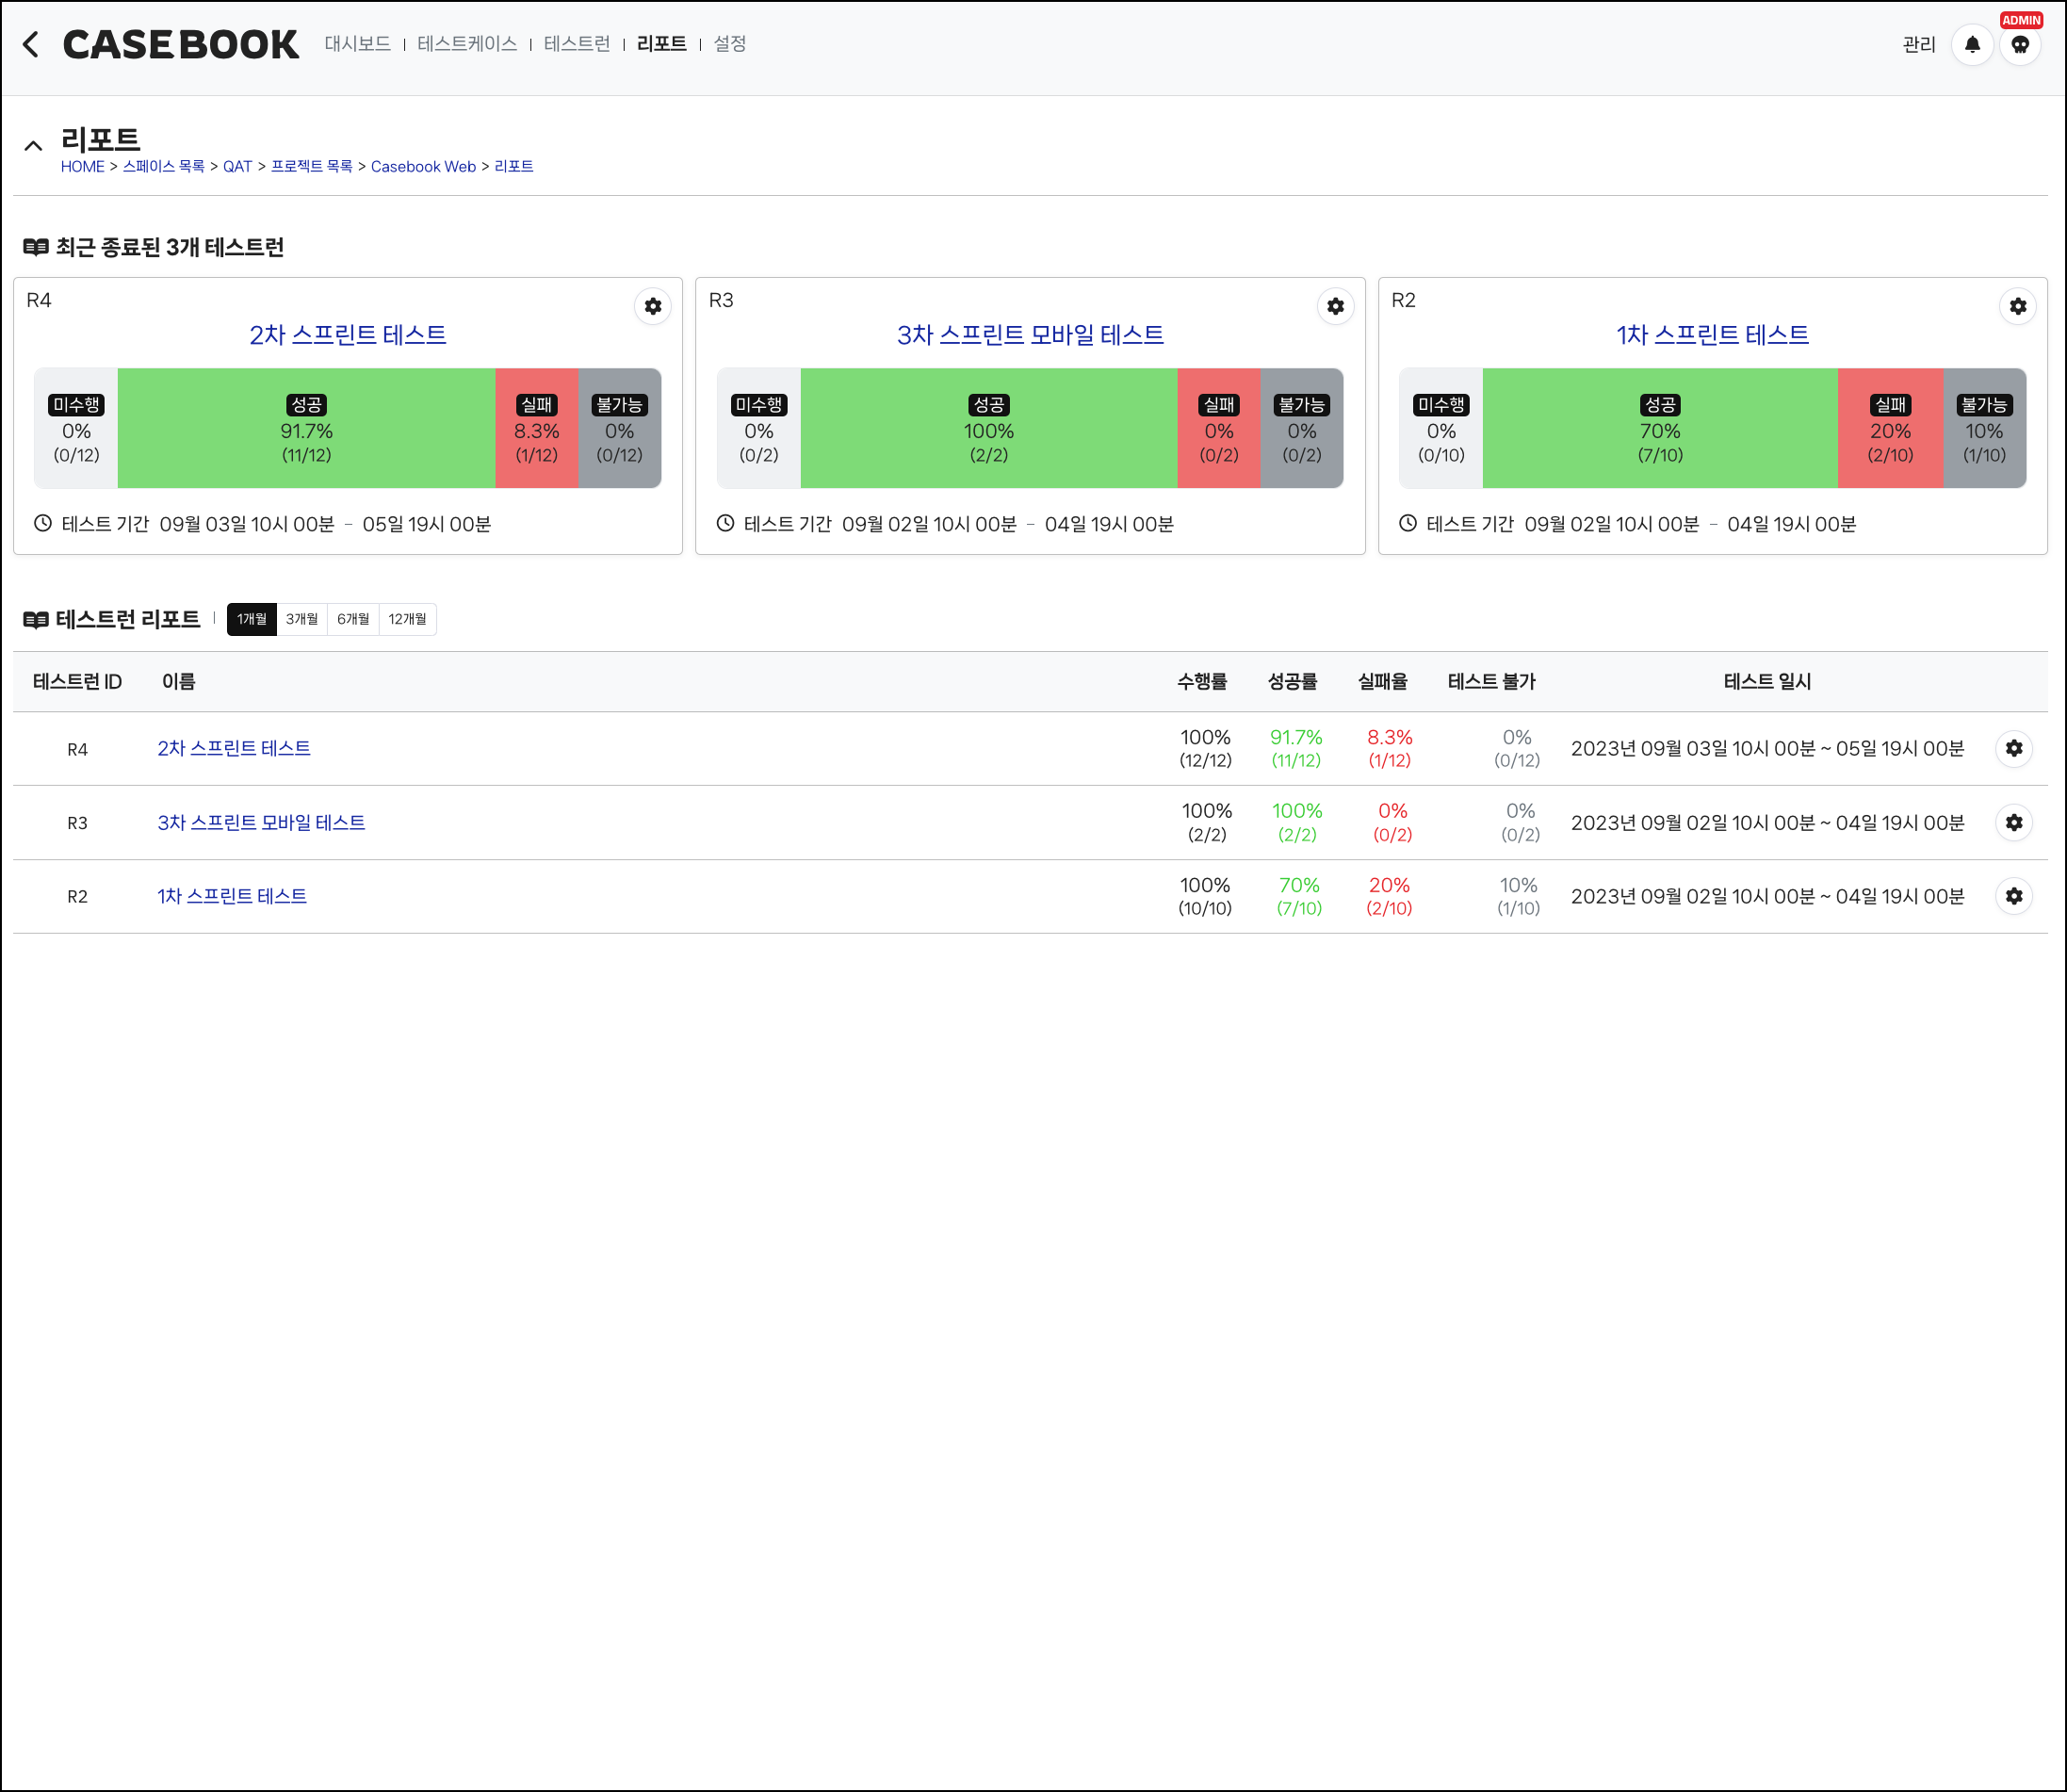 CASEBOOK 대시보드 | 테스트케이스 | 테스트런 | 리포트 | 설정 관리 ADMIN
리포트
HOME > 스페이스 목록 > QAT > 프로젝트 목록 > Casebook Web > 리포트
최근 종료된 3개 테스트런
R4
2차 스프린트 테스트
미수행 성공 실패 불가능
0% 91.7% 8.3% 0%
(0/12) (11/12) (1/12) (0/12)
테스트 기간 09월 03일 10시 00분 – 05일 19시 00분
R3
3차 스프린트 모바일 테스트
미수행 성공 실패 불가능
0% 100% 0% 0%
(0/2) (2/2) (0/2) (0/2)
테스트 기간 09월 02일 10시 00분 – 04일 19시 00분
R2
1차 스프린트 테스트
미수행 성공 실패 불가능
0% 70% 20% 10%
(0/10) (7/10) (2/10) (1/10)
테스트 기간 09월 02일 10시 00분 – 04일 19시 00분
테스트런 리포트 | 1개월 3개월 6개월 12개월
테스트런 ID 이름 수행률 성공률 실패율 테스트 불가 테스트 일시
R4 2차 스프린트 테스트 100% 91.7% 8.3% 0% 2023년 09월 03일 10시 00분 ~ 05일 19시 00분
(12/12) (11/12) (1/12) (0/12)
R3 3차 스프린트 모바일 테스트 100% 100% 0% 0% 2023년 09월 02일 10시 00분 ~ 04일 19시 00분
(2/2) (2/2) (0/2) (0/2)
R2 1차 스프린트 테스트 100% 70% 20% 10% 2023년 09월 02일 10시 00분 ~ 04일 19시 00분
(10/10) (7/10) (2/10) (1/10)